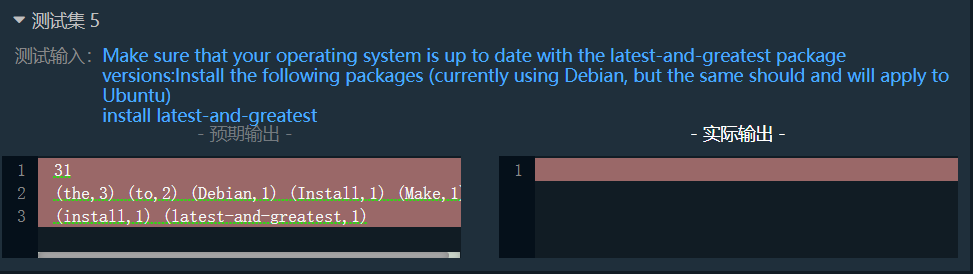 测试集 5
测试输入：Make sure that your operating system is up to date with the latest-and-greatest package
versions:Install the following packages (currently using Debian, but the same should and will apply to
Ubuntu)
install latest-and-greatest
- 预期输出 -
- 实际输出 -
1 31
2 (the,3) (to,2) (Debian,1) (Install,1) (Make,1)
3 (install,1) (latest-and-greatest,1)
1